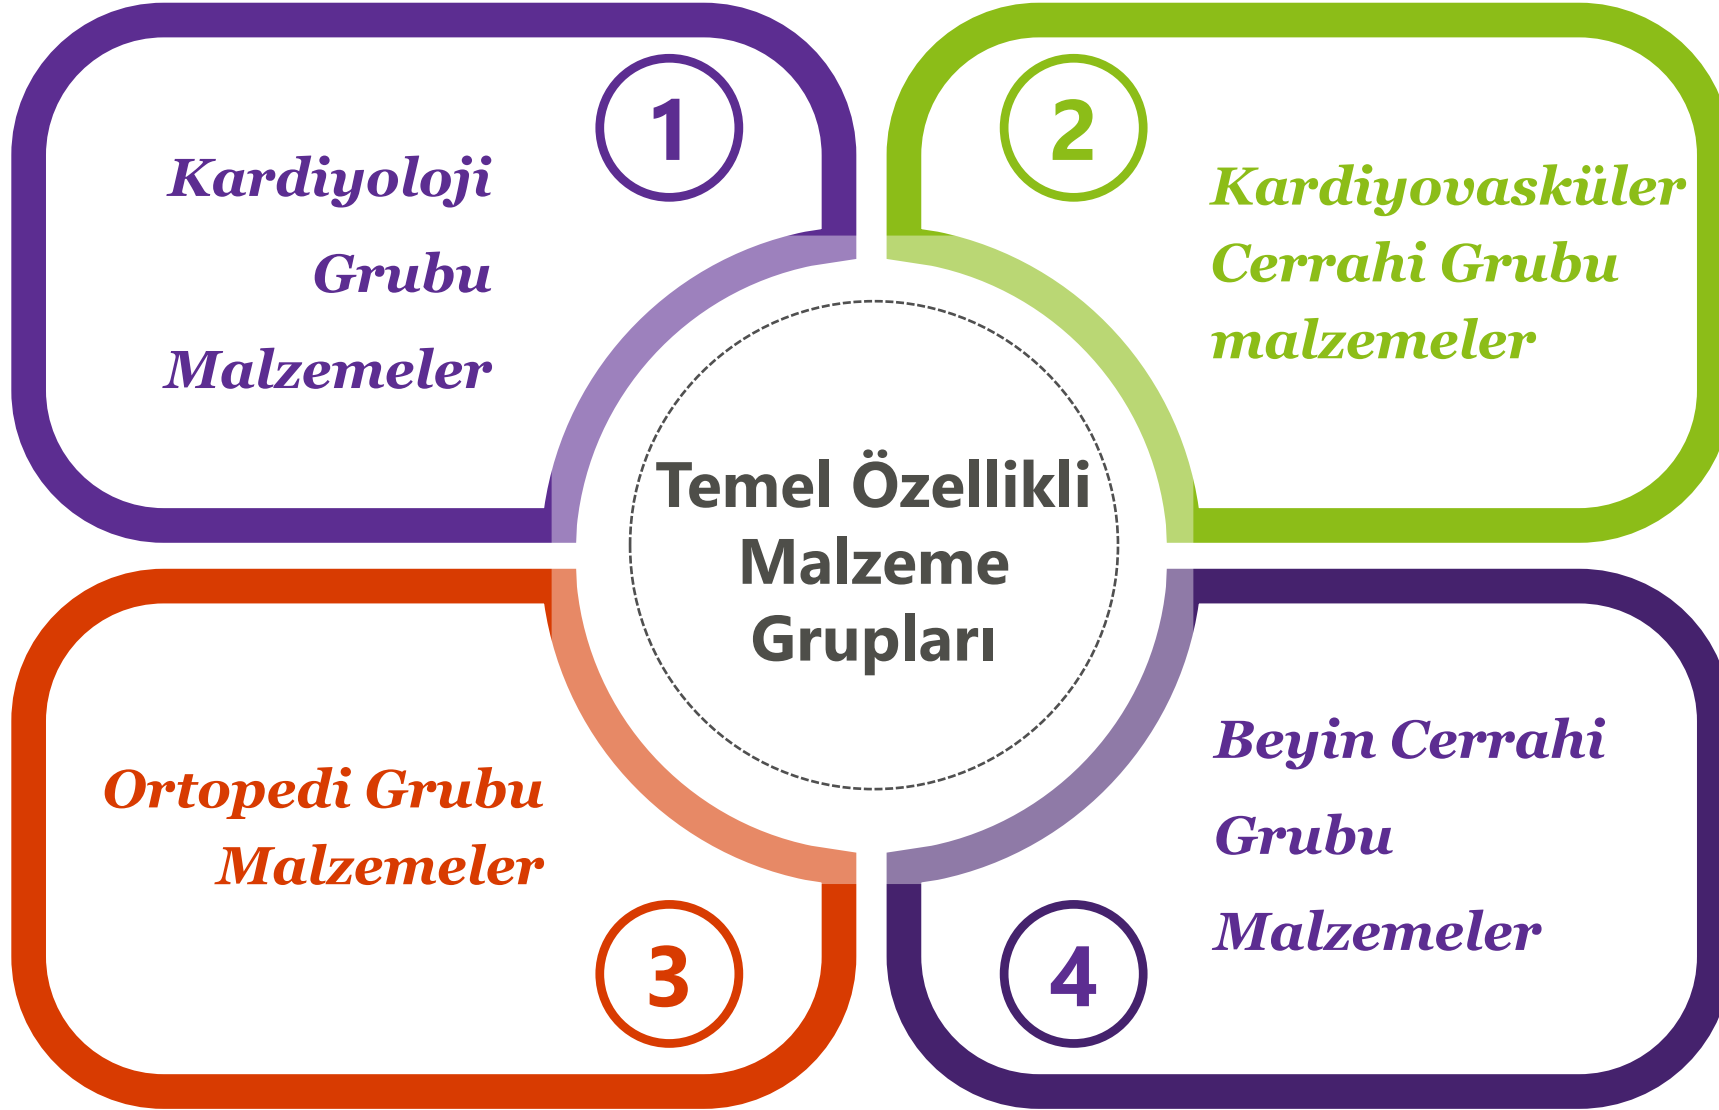 1
Kardiyoloji
Grubu
Malzemeler
2
Kardiyovasküler
Cerrahi Grubu
malzemeler
Temel Özellikli
Malzeme
Grupları
Ortopedi Grubu
Malzemeler
3
Beyin Cerrahi
Grubu
Malzemeler
4